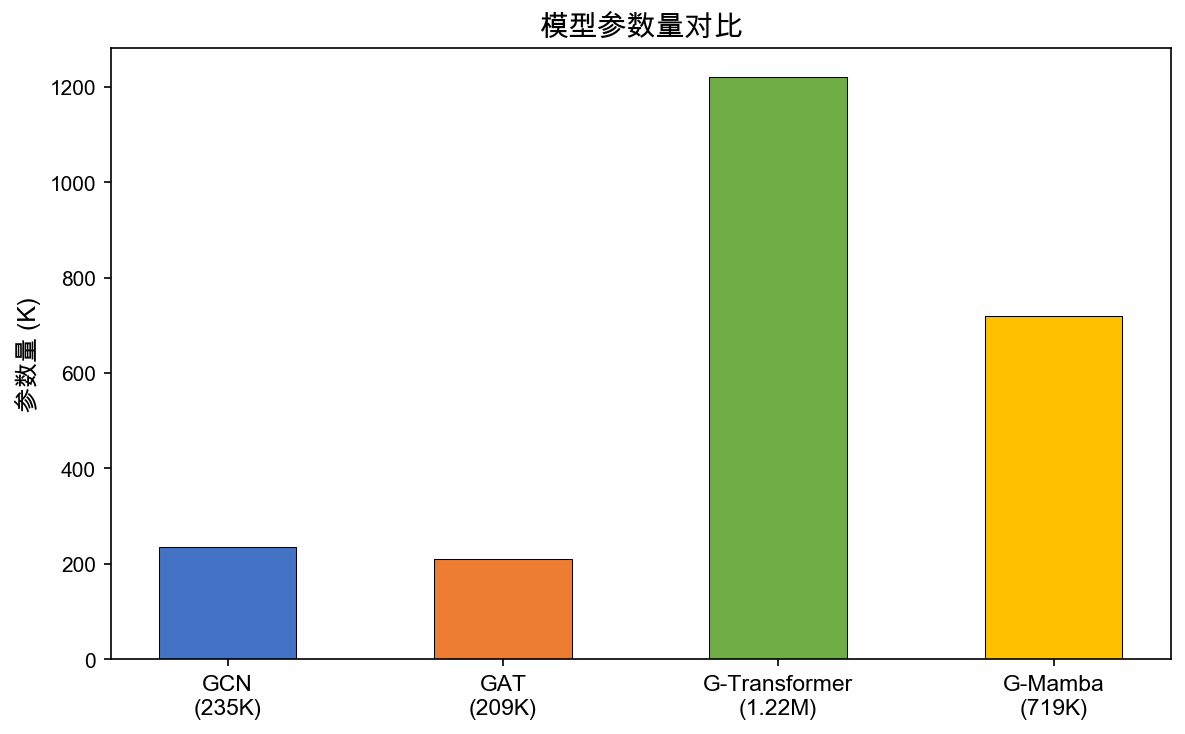 模型参数量对比
参数量 (K)
1200
1000
800
600
400
200
0
GCN
(235K)
GAT
(209K)
G-Transformer
(1.22M)
G-Mamba
(719K)